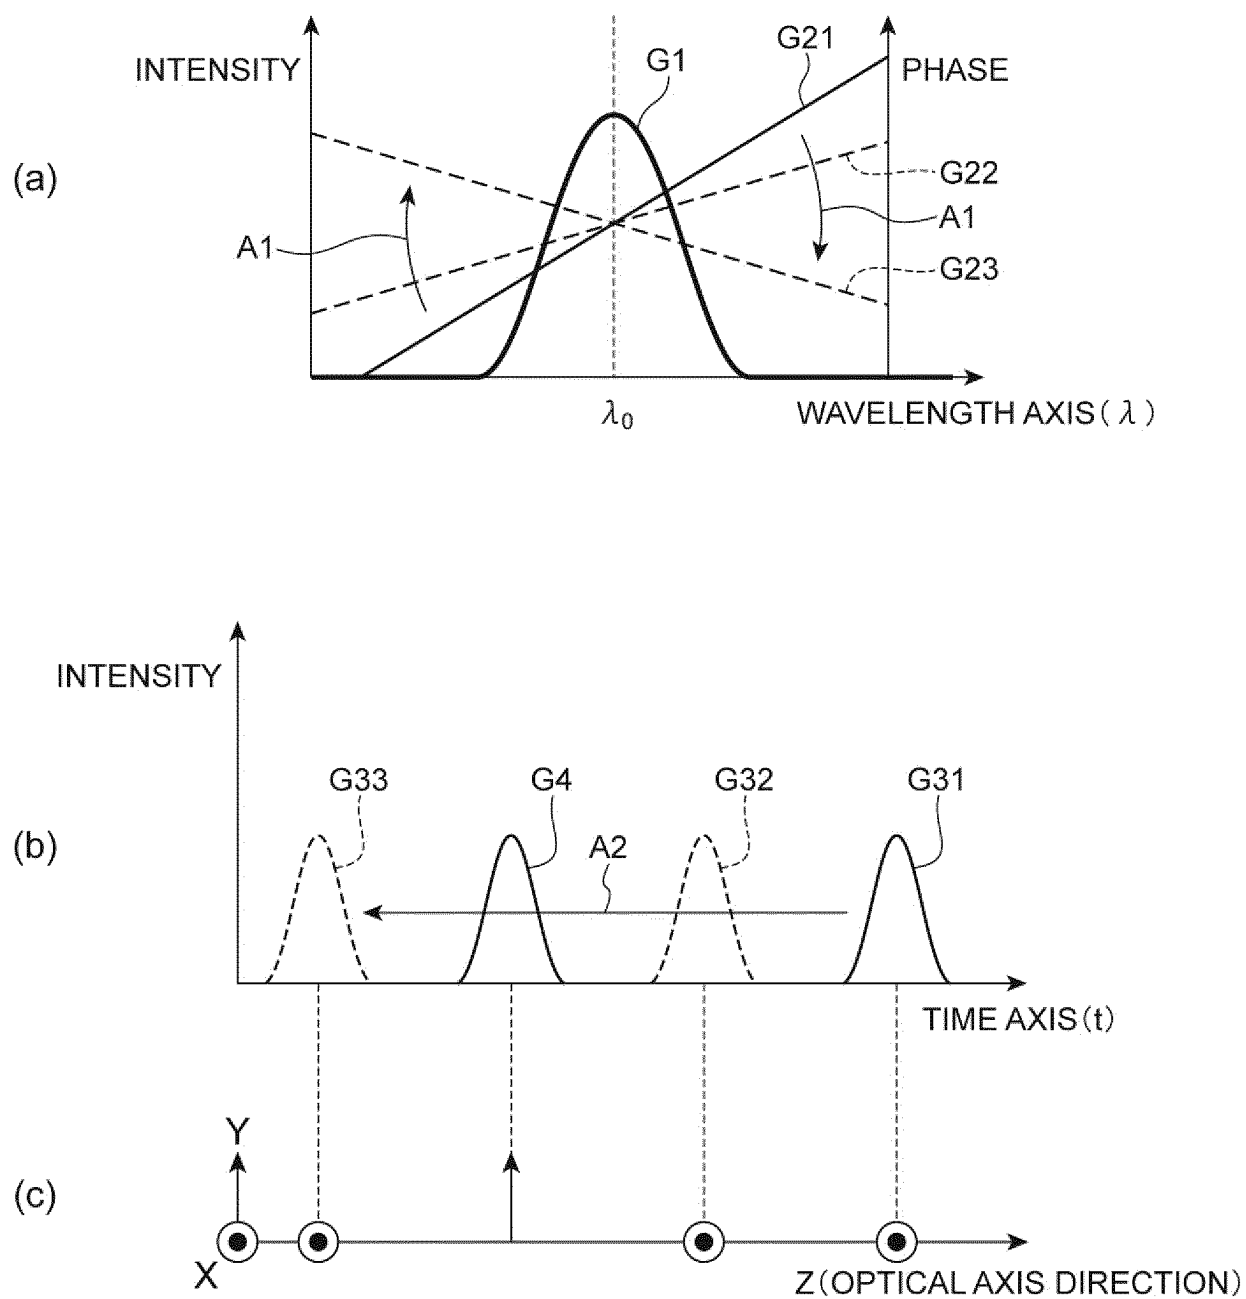 (a)
INTENSITY
G1
G21
PHASE
G22
A1
A1
G23
λ0
WAVELENGTH AXIS(λ)
(b)
INTENSITY
G33
G4
G32
G31
A2
TIME AXIS(t)
(c)
Y
X
Z(OPTICAL AXIS DIRECTION)